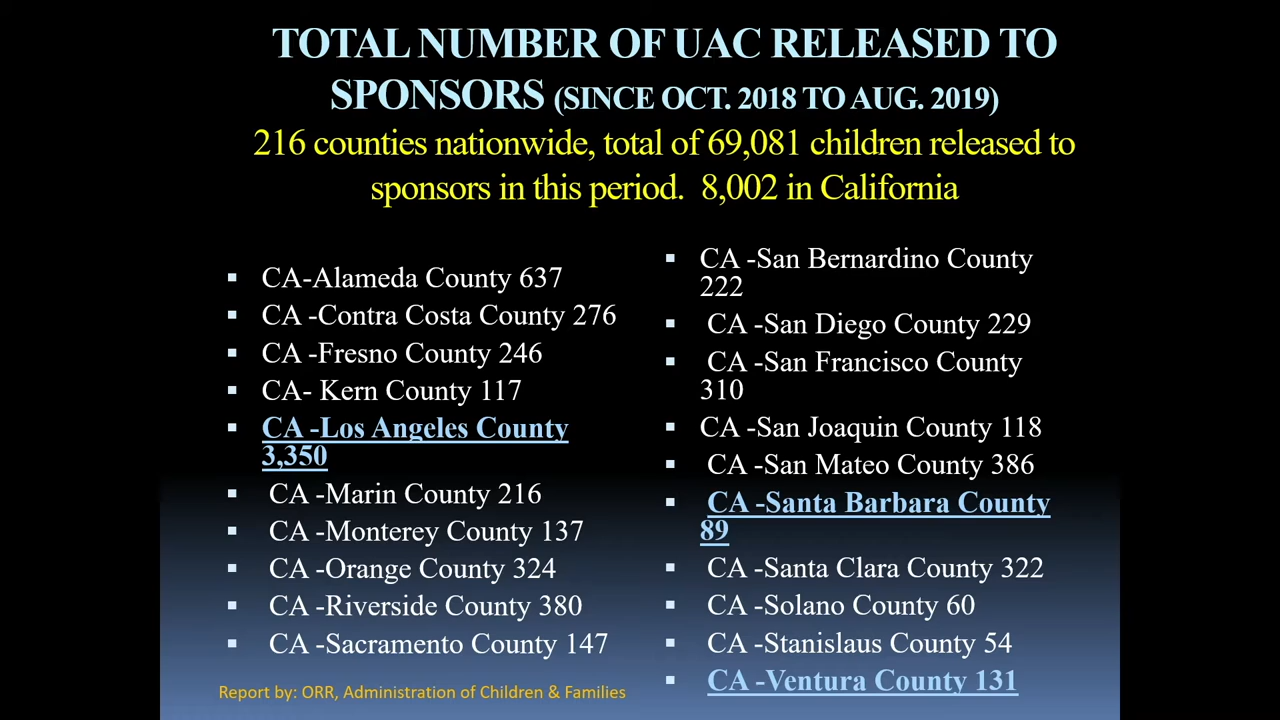 TOTAL NUMBER OF UAC RELEASED TO
SPONSORS (SINCE OCT. 2018 TO AUG. 2019)
216 counties nationwide, total of 69,081 children released to
sponsors in this period.  8,002 in California
▪ CA-Alameda County 637
▪ CA -Contra Costa County 276
▪ CA -Fresno County 246
▪ CA- Kern County 117
▪ CA -Los Angeles County
3,350
▪ CA -Marin County 216
▪ CA -Monterey County 137
▪ CA -Orange County 324
▪ CA -Riverside County 380
▪ CA -Sacramento County 147
▪ CA -San Bernardino County
222
▪ CA -San Diego County 229
▪ CA -San Francisco County
310
▪ CA -San Joaquin County 118
▪ CA -San Mateo County 386
▪ CA -Santa Barbara County
89
▪ CA -Santa Clara County 322
▪ CA -Solano County 60
▪ CA -Stanislaus County 54
▪ CA -Ventura County 131
Report by: ORR, Administration of Children & Families